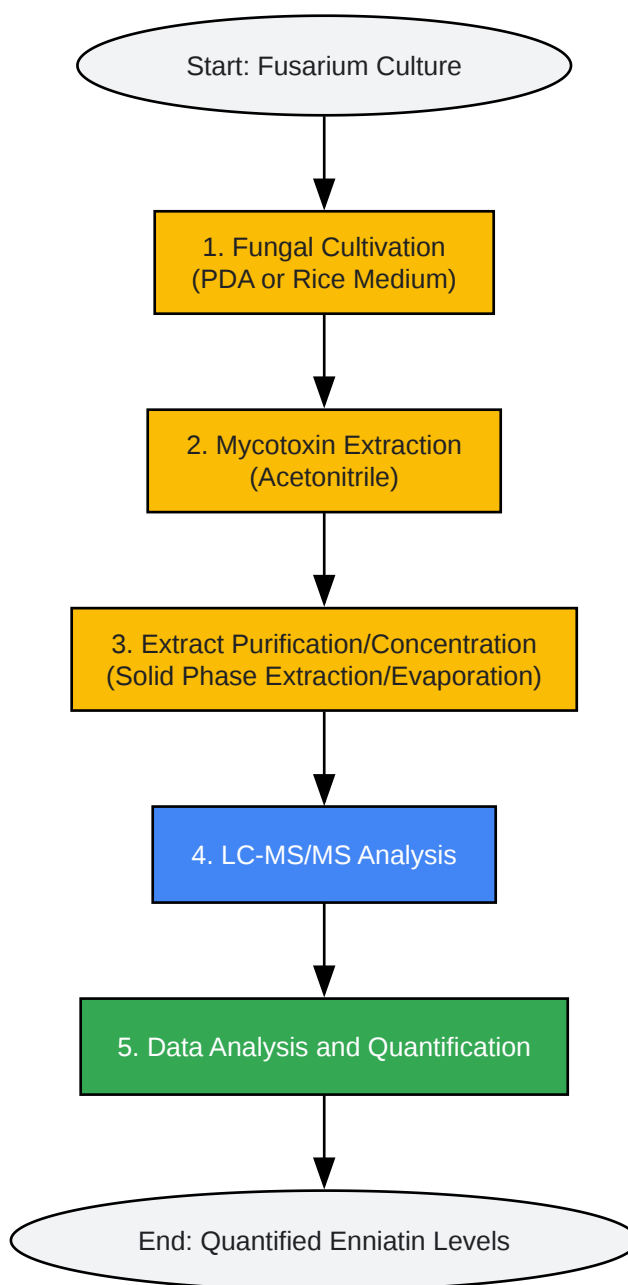 Start: Fusarium Culture
1. Fungal Cultivation
(PDA or Rice Medium)
2. Mycotoxin Extraction
(Acetonitrile)
3. Extract Purification/Concentration
(Solid Phase Extraction/Evaporation)
4. LC-MS/MS Analysis
5. Data Analysis and Quantification
End: Quantified Enniatin Levels